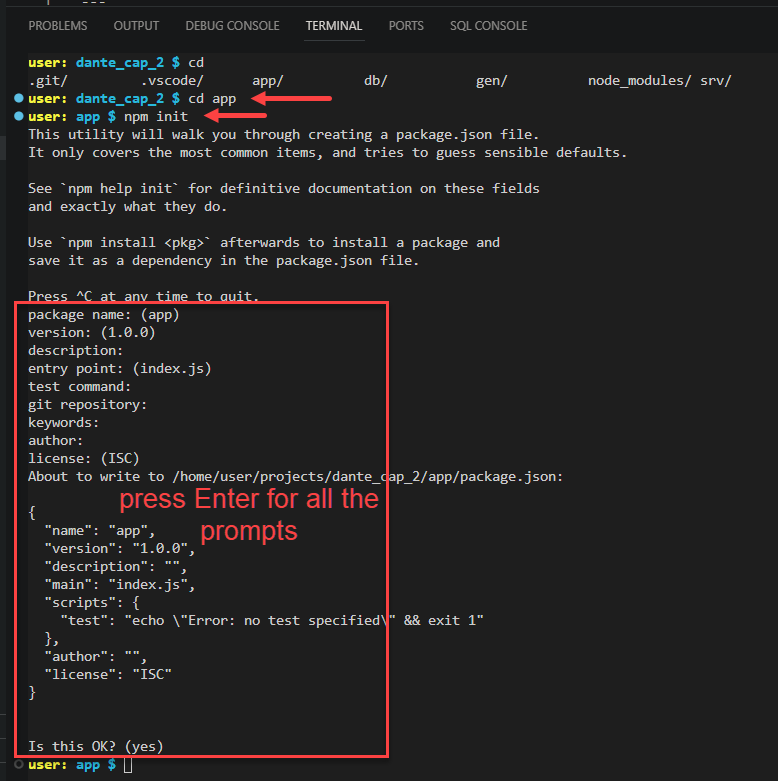 PROBLEMS OUTPUT DEBUG CONSOLE TERMINAL PORTS SQL CONSOLE
user: dante_cap_2 $ cd
.git/ .vscode/ app/ db/ gen/ node_modules/ srv/
user: dante_cap_2 $ cd app
user: app $ npm init
This utility will walk you through creating a package.json file.
It only covers the most common items, and tries to guess sensible defaults.
See `npm help init` for definitive documentation on these fields
and exactly what they do.
Use `npm install <pkg>` afterwards to install a package and
save it as a dependency in the package.json file.
Press ^C at any time to quit.
package name: (app)
version: (1.0.0)
description:
entry point: (index.js)
test command:
git repository:
keywords:
author:
license: (ISC)
About to write to /home/user/projects/dante_cap_2/app/package.json:
press Enter for all the
prompts
{
"name": "app",
"version": "1.0.0",
"description": "",
"main": "index.js",
"scripts": {
"test": "echo \"Error: no test specified\" && exit 1"
},
"author": "",
"license": "ISC"
}
Is this OK? (yes)
user: app $